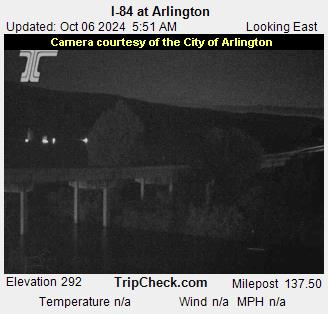 I-84 at Arlington
Updated: Oct 06 2024 5:51 AM Looking East
Camera courtesy of the City of Arlington
Elevation 292 TripCheck.com Milepost 137.50
Temperature n/a Wind n/a MPH n/a